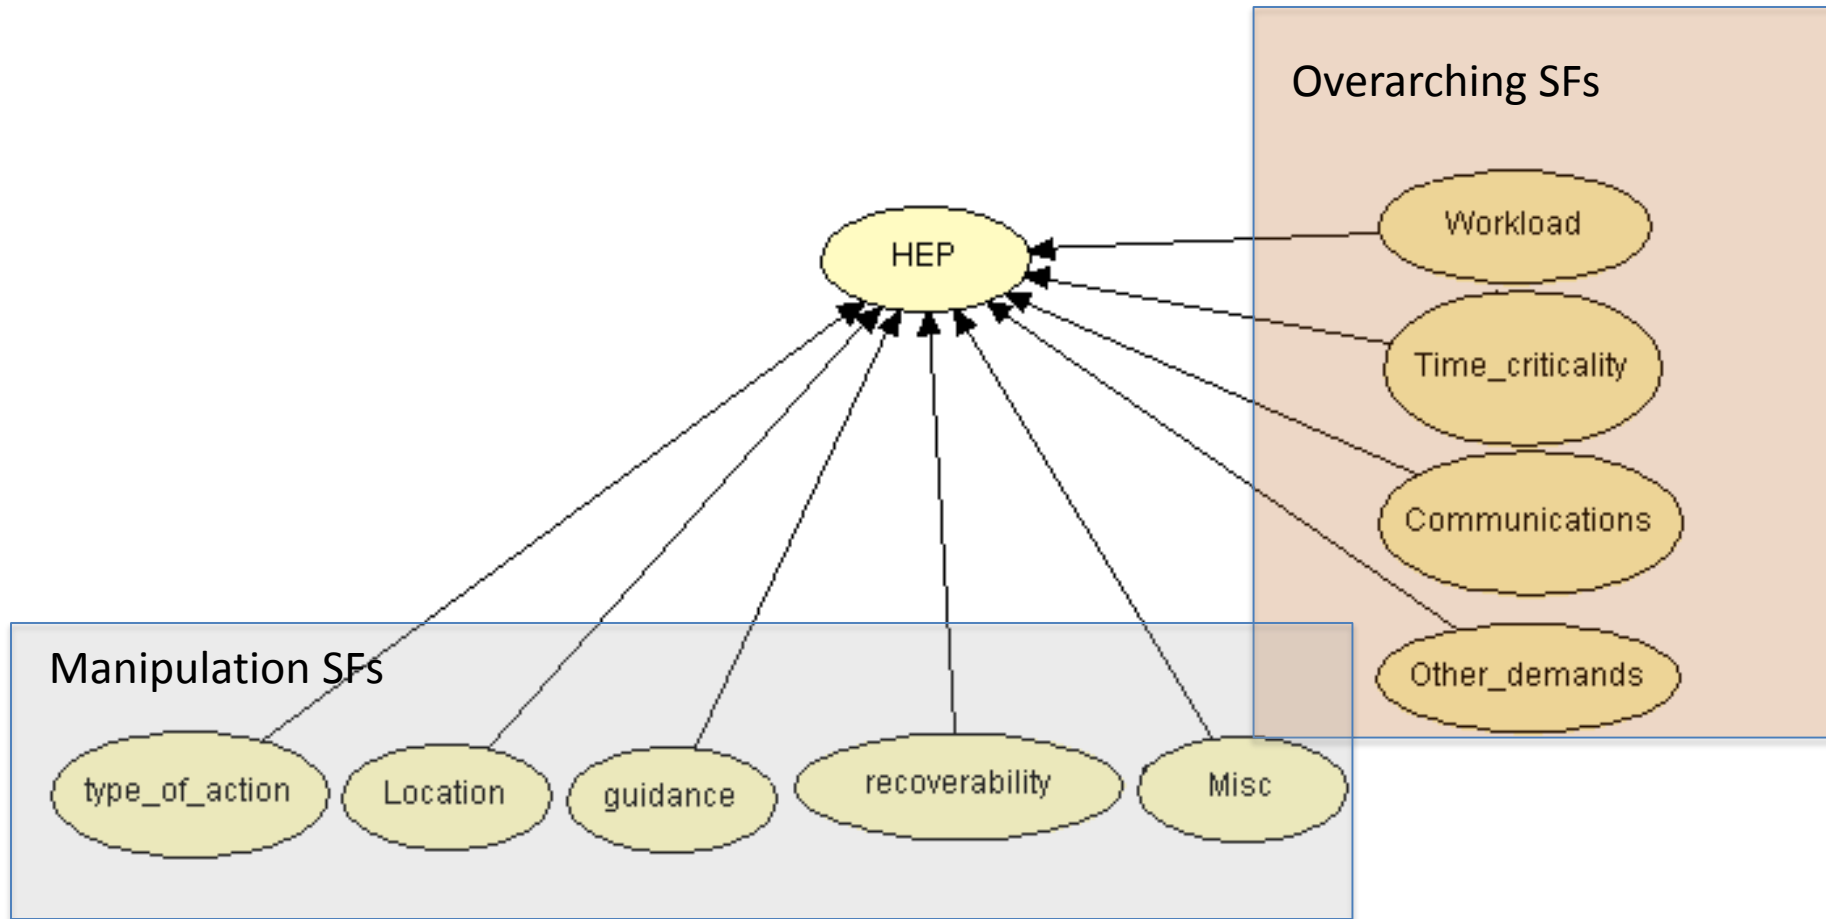 Overarching SFs
Workload
HEP
Time_criticality
Communications
Other_demands
Manipulation SFs
type_of_action
Location
guidance
recoverability
Misc